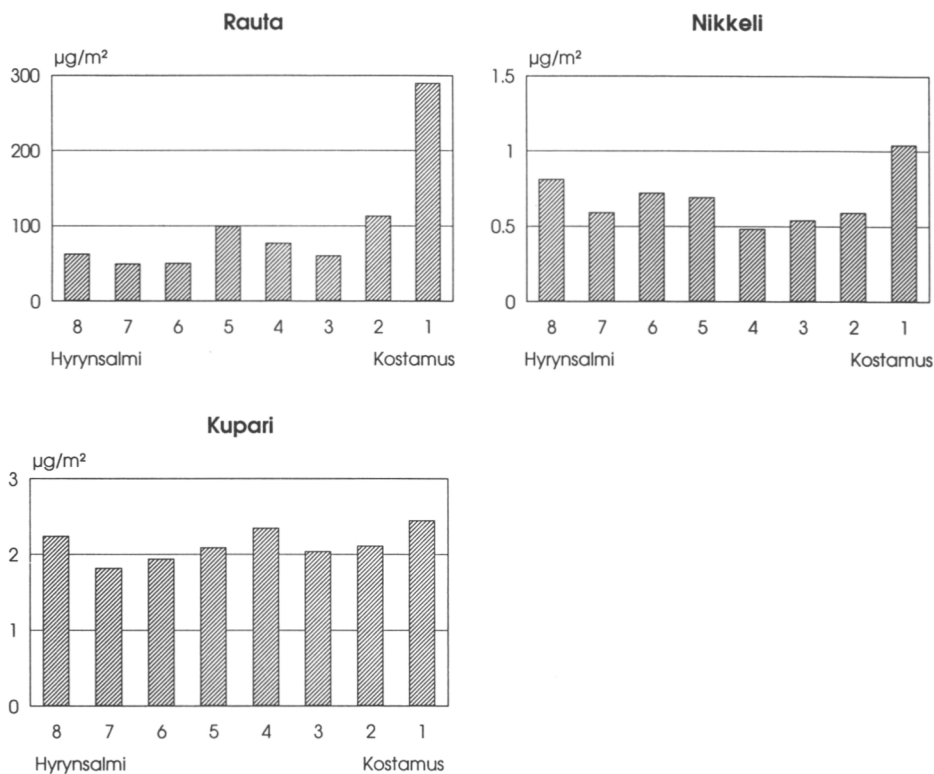 Rauta
µg/m²
300
200
100
0
8 7 6 5 4 3 2 1
Hyrynsalmi Kostamus
Nikkeli
µg/m²
1.5
1
0.5
0
8 7 6 5 4 3 2 1
Hyrynsalmi Kostamus
Kupari
µg/m²
3
2
1
0
8 7 6 5 4 3 2 1
Hyrynsalmi Kostamus